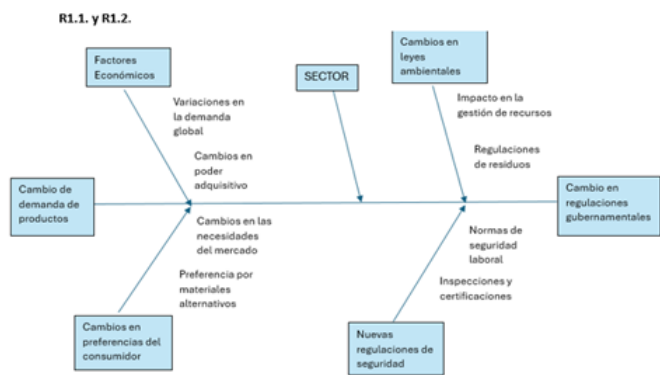 R1.1. y R1.2.
Factores
Económicos
SECTOR
Cambios en
leyes
ambientales
Variaciones en
la demanda
global
Impacto en la
gestión de recursos
Cambios en
poder
adquisitivo
Regulaciones
de residuos
Cambio de
demanda de
productos
Cambio en
regulaciones
gubernamentales
Cambios en las
necesidades
del mercado
Normas de
seguridad
laboral
Preferencia por
materiales
alternativos
Inspecciones y
certificaciones
Cambios en
preferencias del
consumidor
Nuevas
regulaciones de
seguridad